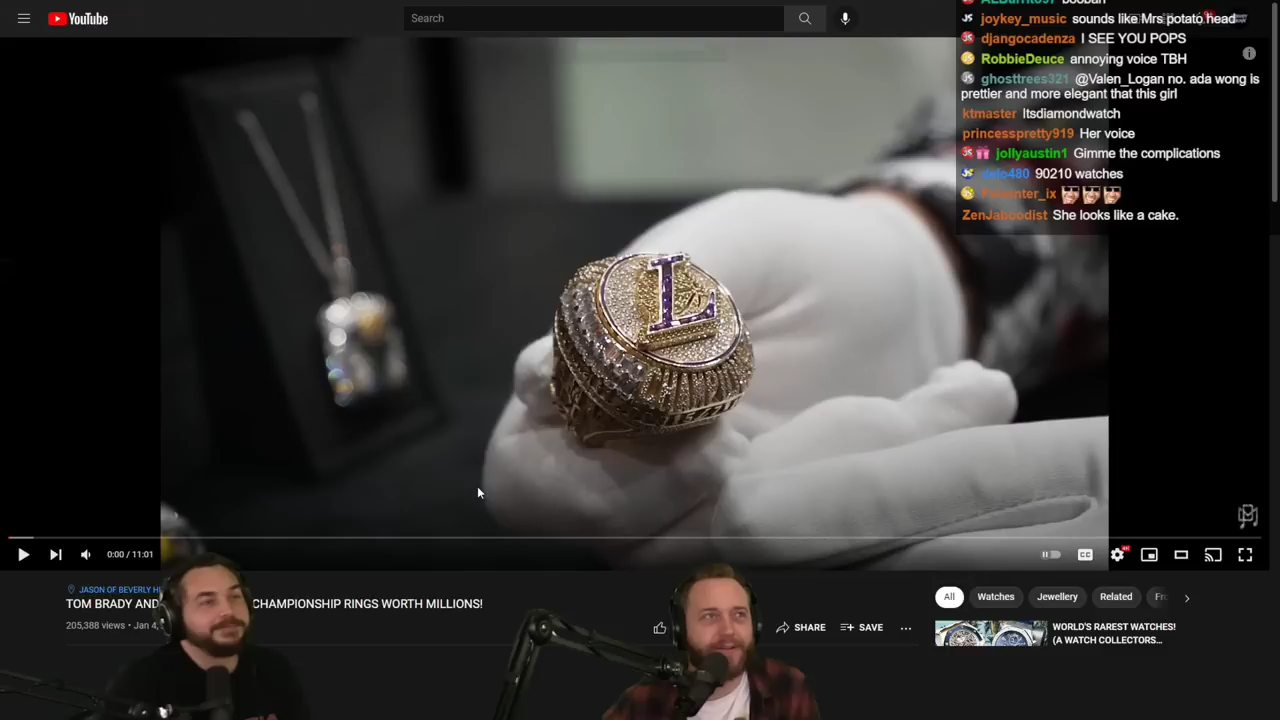 YouTube
Search
booban
joykey_music sounds like Mrs potato head
djangocadenza I SEE YOU POPS
RobbieDeuce annoying voice TBH
ghosttrees321 @Valen_Logan no. ada wong is
prettier and more elegant that this girl
ktmaster Itsdiamondwatch
princesspretty919 Her voice
jollyaustin1 Gimme the complications
90210 watches
ZenJaboodist She looks like a cake.
L
0:00 / 11:01
CC
JASON OF BEVERLY HI
TOM BRADY AND CHAMPIONSHIP RINGS WORTH MILLIONS!
205,388 views • Jan 4,
SHARE
SAVE
All
Watches
Jewellery
Related
WORLD'S RAREST WATCHES!
(A WATCH COLLECTORS...